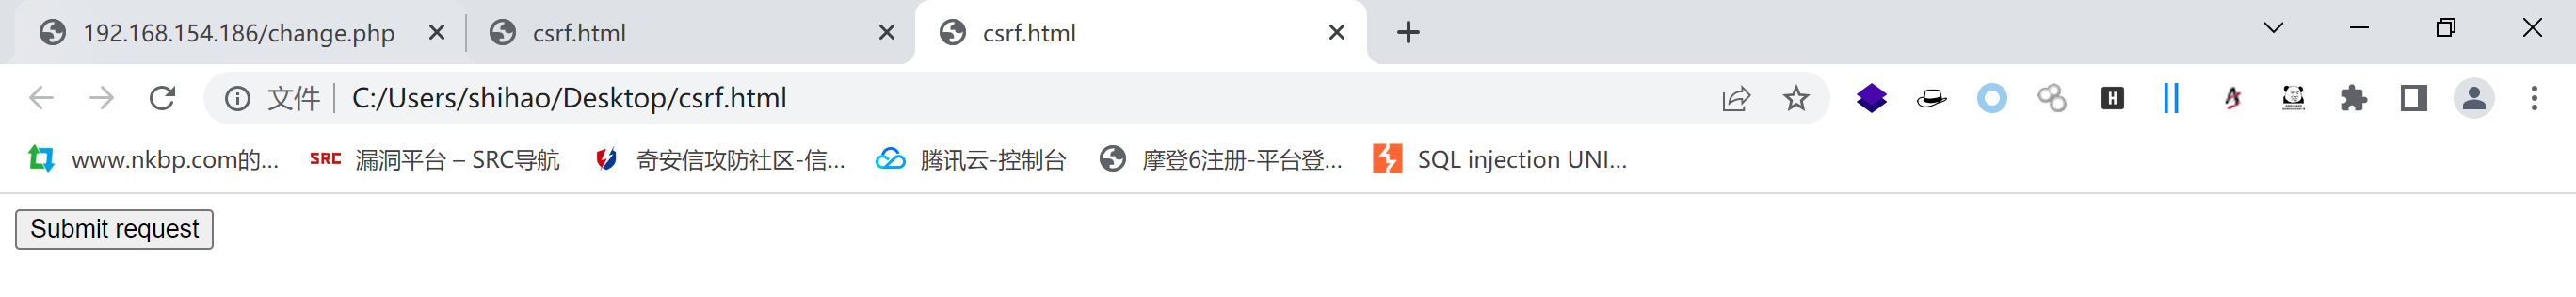 192.168.154.186/change.php csrf.html csrf.html
文件 C:/Users/shihao/Desktop/csrf.html
www.nkbp.com的... SRC 漏洞平台 – SRC导航 奇安信攻防社区-信... 腾讯云-控制台 摩登6注册-平台登... SQL injection UNI...
Submit request